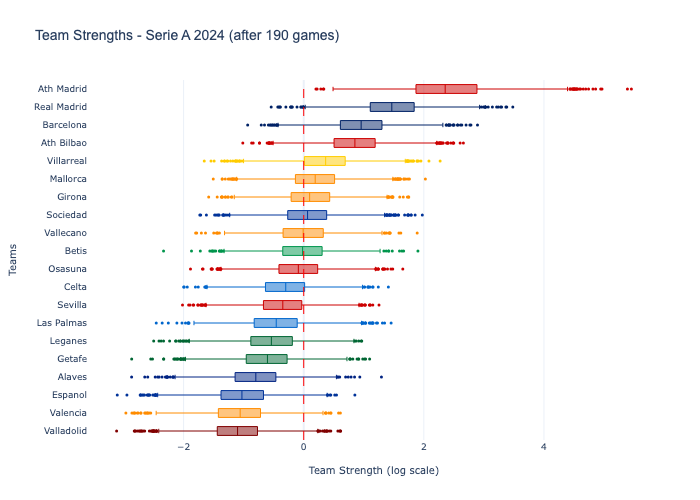 Team Strengths - Serie A 2024 (after 190 games)
Ath Madrid
Real Madrid
Barcelona
Ath Bilbao
Villarreal
Mallorca
Girona
Sociedad
Vallecano
Betis
Osasuna
Celta
Sevilla
Las Palmas
Leganes
Getafe
Alaves
Espanol
Valencia
Valladolid
Teams
−2
0
2
4
Team Strength (log scale)